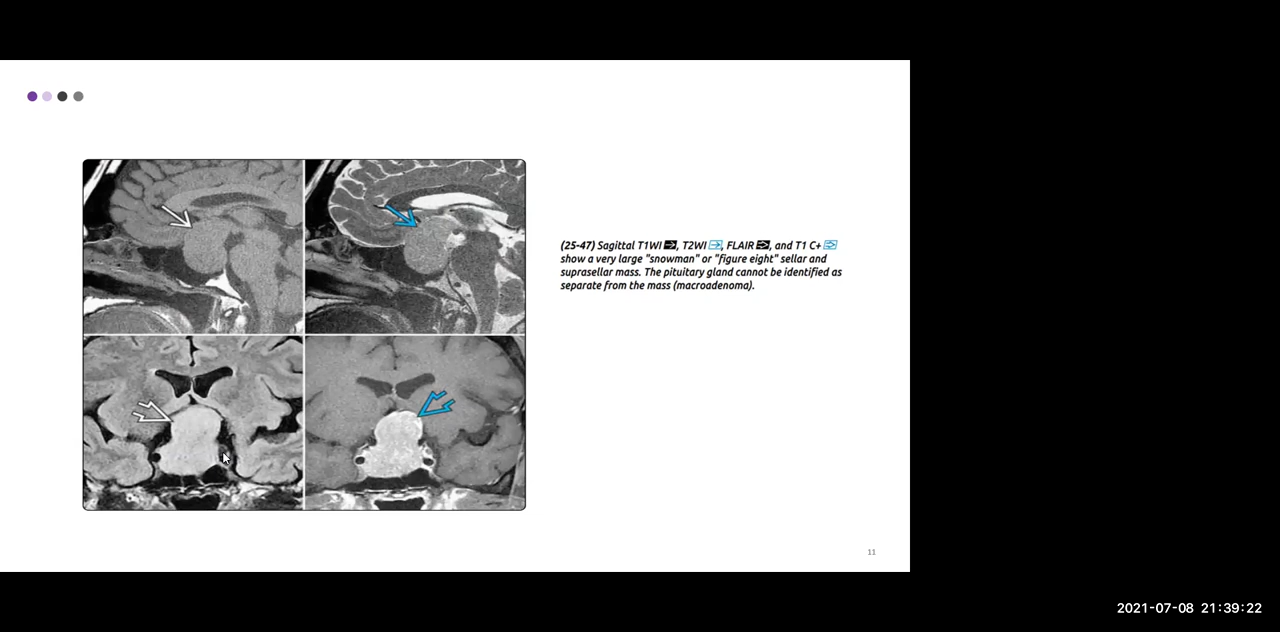 (25-47) Sagittal T1WI, T2WI, FLAIR, and T1 C+
show a very large "snowman" or "figure eight" sellar and
suprasellar mass. The pituitary gland cannot be identified as
separate from the mass (macroadenoma).
11
2021-07-08 21:39:22